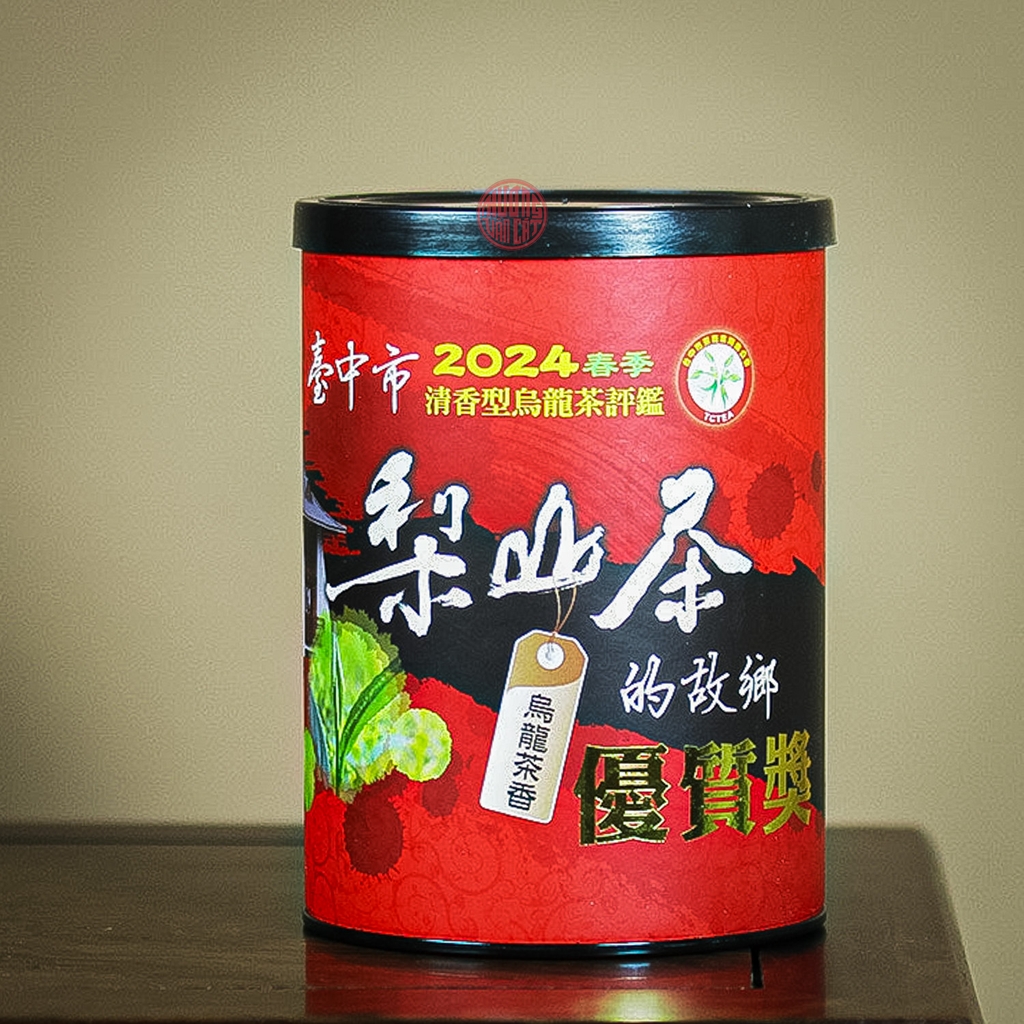 臺中市
2024春季
清香型烏龍茶評鑑
TCTEA
梨山茶
的故鄉
烏龍茶香
優質獎